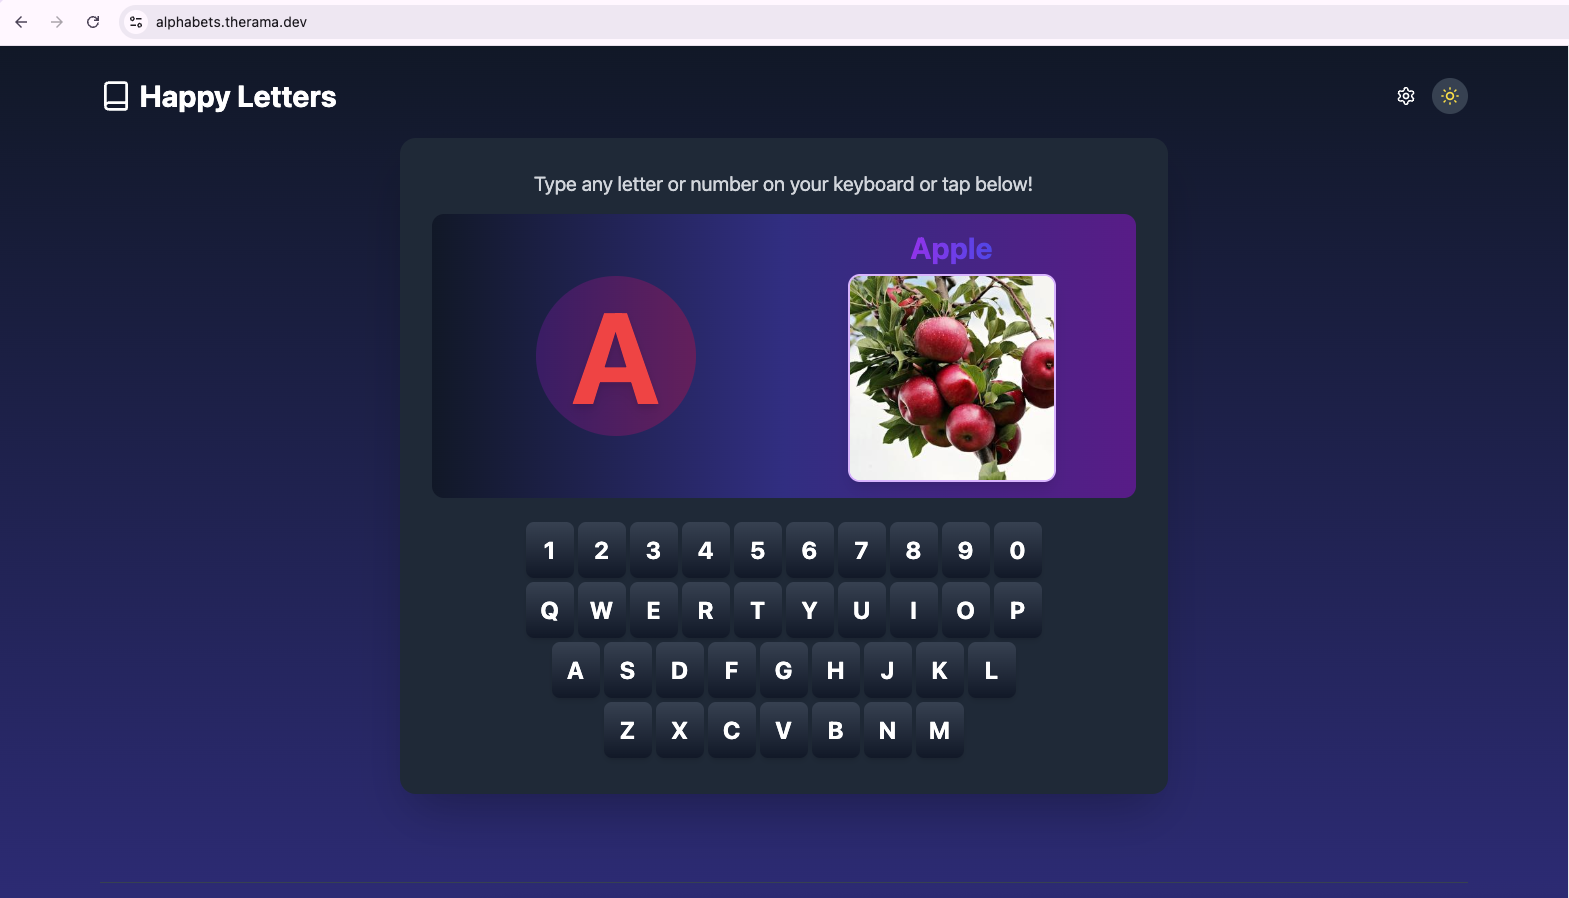 alphabets.therama.dev
Happy Letters
Type any letter or number on your keyboard or tap below!
Apple
A
1 2 3 4 5 6 7 8 9 0
Q W E R T Y U I O P
A S D F G H J K L
Z X C V B N M